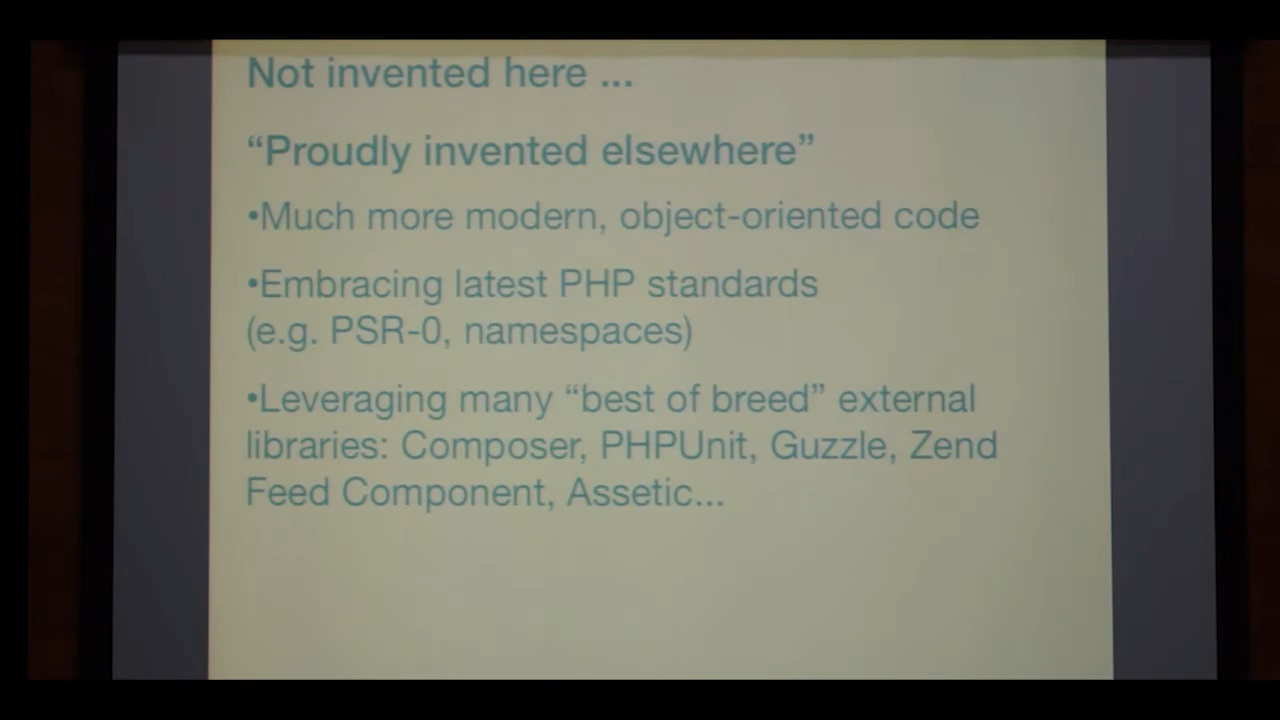 Not invented here ...
“Proudly invented elsewhere”
•Much more modern, object-oriented code
•Embracing latest PHP standards
(e.g. PSR-0, namespaces)
•Leveraging many “best of breed” external
libraries: Composer, PHPUnit, Guzzle, Zend
Feed Component, Assetic...